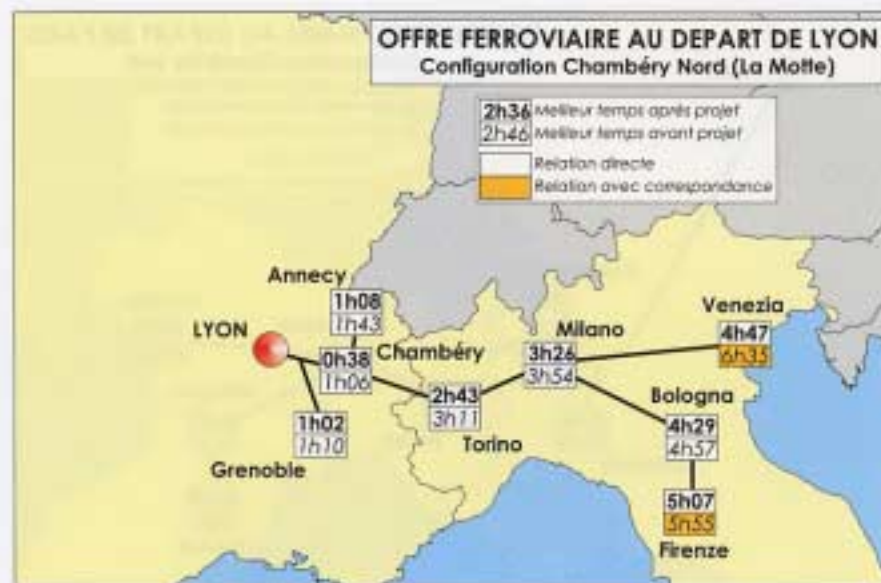 OFFRE FERROVIAIRE AU DEPART DE LYON
Configuration Chambéry Nord (La Motte)
2h36 Meilleur temps après projet
2h46 Meilleur temps avant projet
Relation directe
Relation avec correspondance
Annecy
1h08
1h43
LYON
Chambéry
0h38
1h06
1h02
1h10
Grenoble
2h43
3h11
Torino
Milano
3h26
3h54
Venezia
4h47
6h35
Bologna
4h29
4h57
5h07
5h55
Firenze